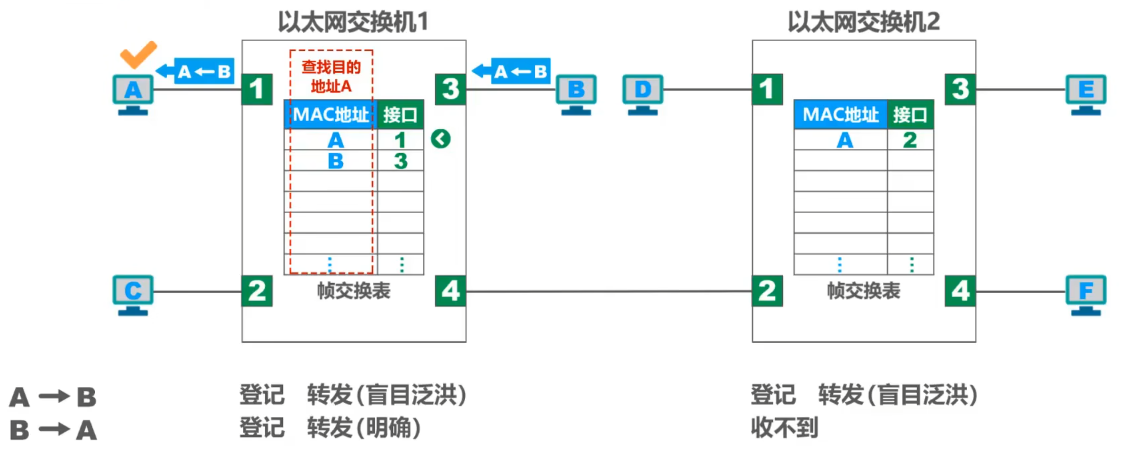 以太网交换机1
以太网交换机2
A←B
查找目的
地址A
A←B
A
1
3
B
D
1
3
E
MAC地址 接口
A 1
B 3
⋮ ⋮
MAC地址 接口
A 2
⋮ ⋮
C
2
帧交换表
4
2
帧交换表
4
F
A→B 登记 转发(盲目泛洪) 登记 转发(盲目泛洪)
B→A 登记 转发(明确) 收不到